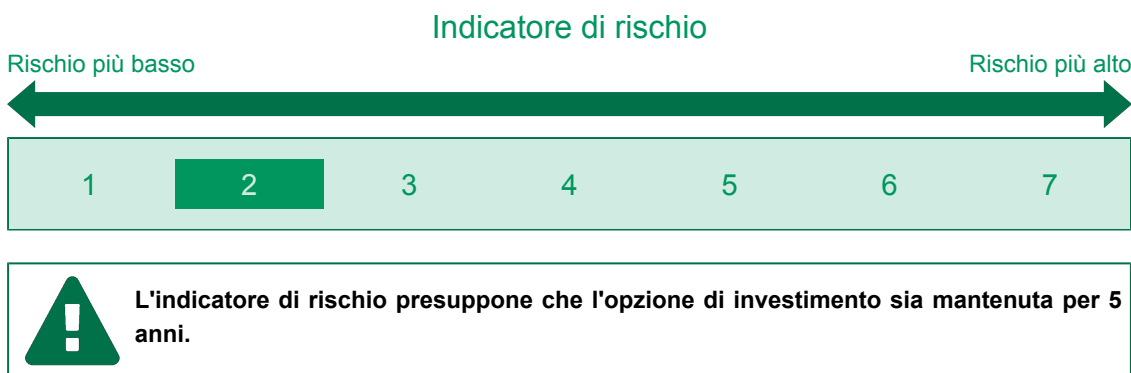 Indicatore di rischio
Rischio più basso Rischio più alto
1 2 3 4 5 6 7
L'indicatore di rischio presuppone che l'opzione di investimento sia mantenuta per 5
anni.